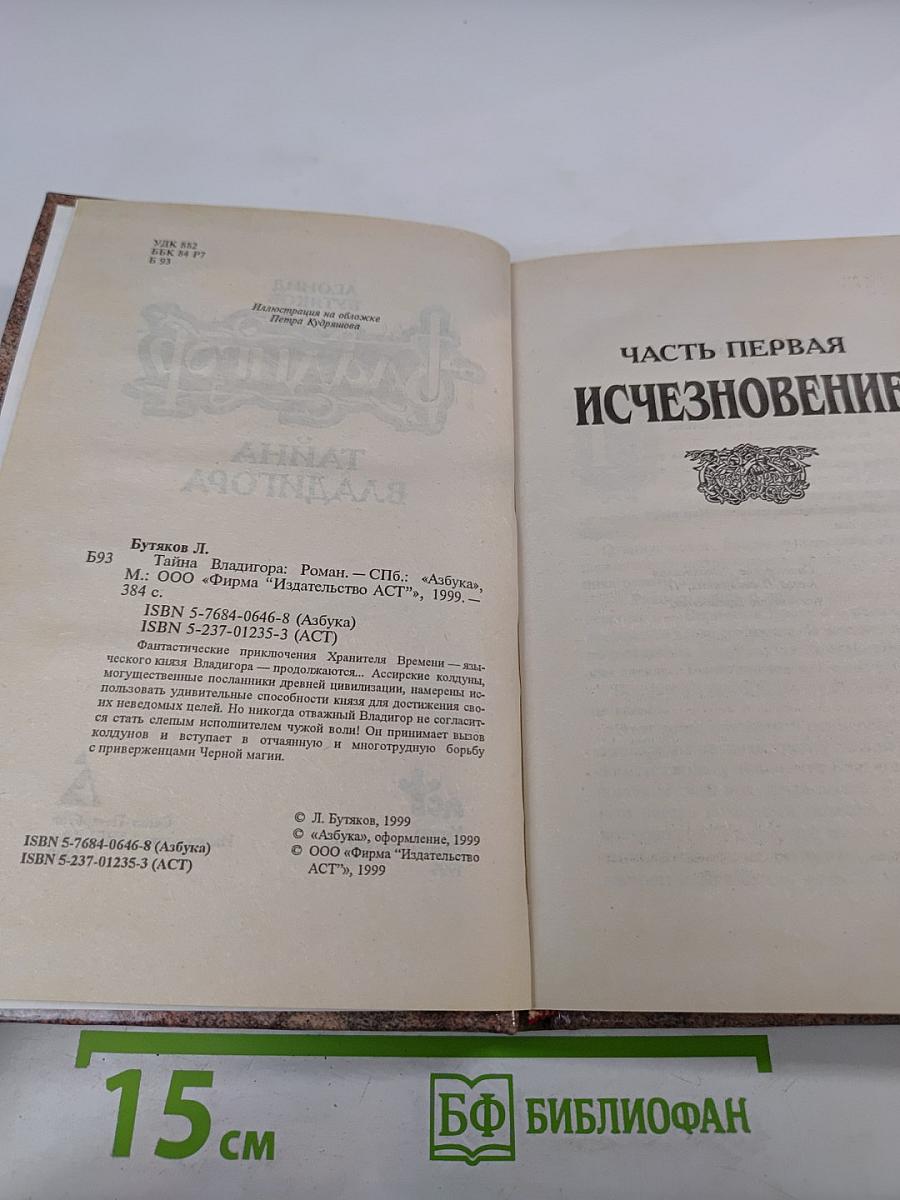 УДК 882
ББК 84 Р7
Б 93
Иллюстрация на обложке
Петра Кудряшова
Бутяков Л.
Б93 Тайна Владигора: Роман. — СПб.: «Азбука»,
М.: ООО «Фирма “Издательство АСТ”», 1999. —
384 с.
ISBN 5-7684-0646-8 (Азбука)
ISBN 5-237-01235-3 (АСТ)
Фантастические приключения Хранителя Времени — язы-
ческого князя Владигора — продолжаются... Ассирские колдуны,
могущественные посланники древней цивилизации, намерены ис-
пользовать удивительные способности князя для достижения сво-
их неведомых целей. Но никогда отважный Владигор не согласит-
ся стать слепым исполнителем чужой воли! Он принимает вызов
колдунов и вступает в отчаянную и многотрудную борьбу
с приверженцами Черной магии.
© Л. Бутяков, 1999
© «Азбука», оформление, 1999
© ООО «Фирма “Издательство
АСТ”», 1999
ISBN 5-7684-0646-8 (Азбука)
ISBN 5-237-01235-3 (АСТ)
ЧАСТЬ ПЕРВАЯ
ИСЧЕЗНОВЕНИЕ
ЛЕОНИД
БУТЯКОВ
ВЛАДИГОР
ТАЙНА
ВЛАДИГОРА
15 см
БФ БИБЛИОФАН